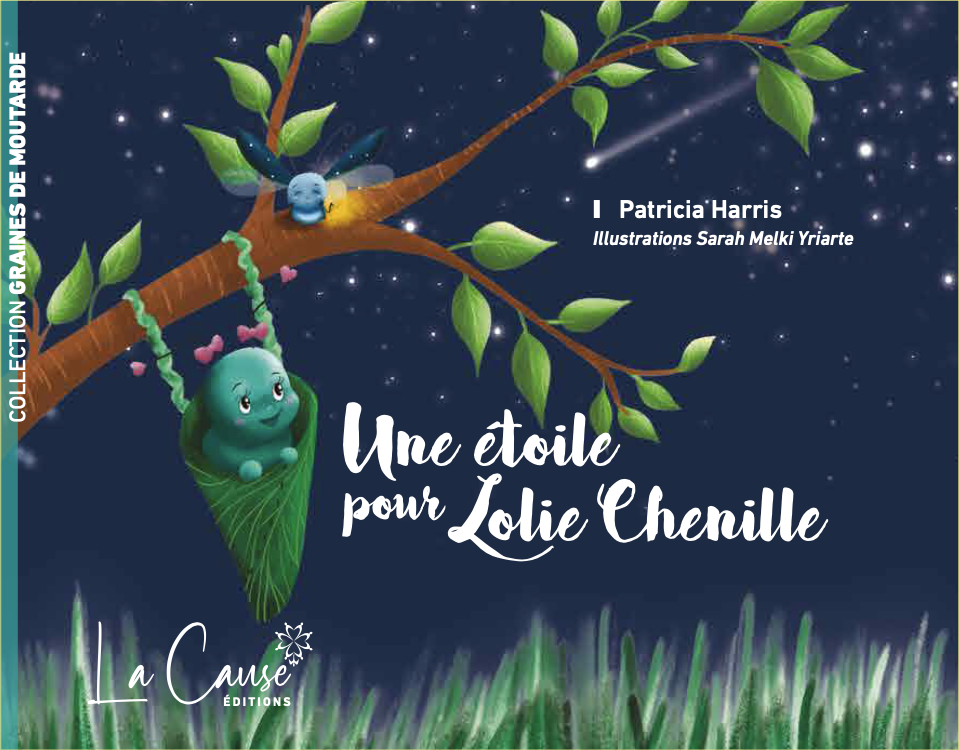 COLLECTION GRAINES DE MOUTARDE
Patricia Harris
Illustrations Sarah Melki Yriarte
Une étoile
pour Lolie Chenille
La Cause
ÉDITIONS